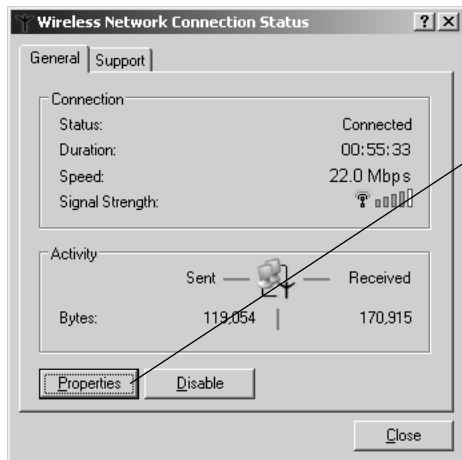 Wireless Network Connection Status
General Support
Connection
Status: Connected
Duration: 00:55:33
Speed: 22.0 Mbps
Signal Strength:
Activity
Sent Received
Bytes: 119,054 170,915
Properties Disable
Close